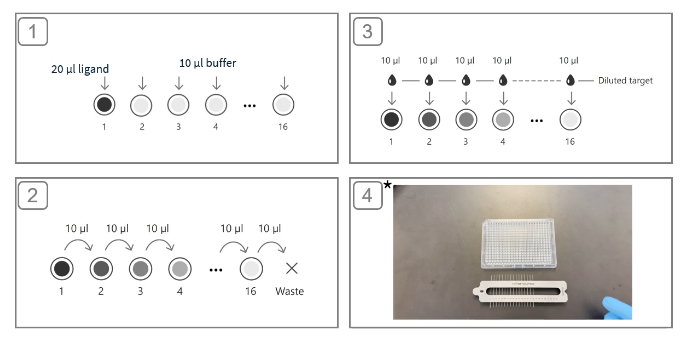 1
20 µl ligand
10 µl buffer
1 2 3 4 ... 16
2
10 µl 10 µl 10 µl 10 µl 10 µl
1 2 3 4 ... 16 Waste
3
10 µl 10 µl 10 µl 10 µl 10 µl
Diluted target
1 2 3 4 ... 16
4
*